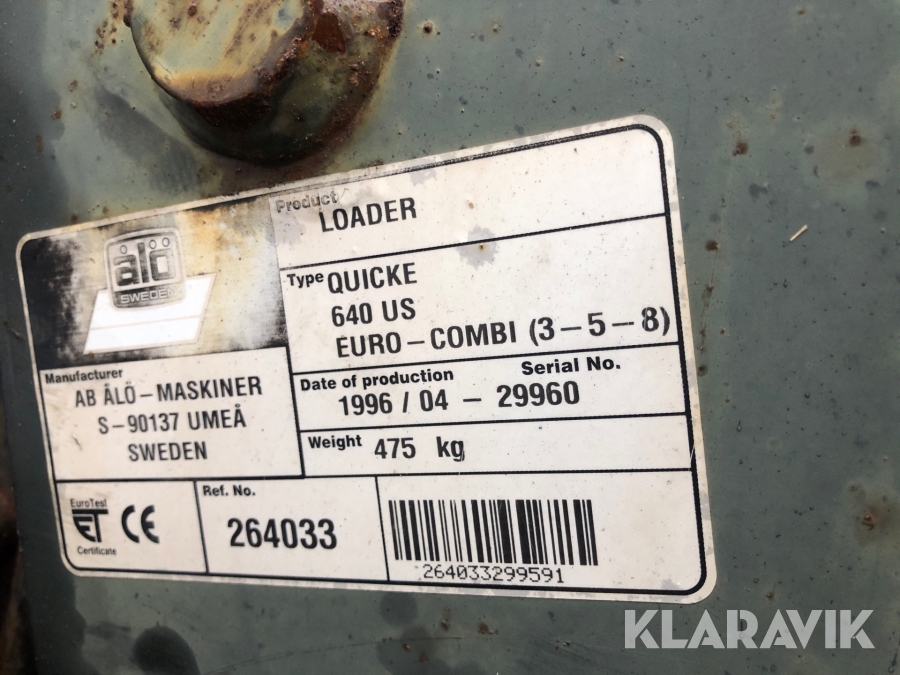 ålö
SWEDEN
Product
LOADER
Type QUICKE
640 US
EURO-COMBI (3-5-8)
Manufacturer
AB ÅLÖ-MASKINER
S-90137 UMEÅ
SWEDEN
Date of production Serial No.
1996 / 04 - 29960
Weight 475 kg
EuroTest
ET CE
Certificate
Ref. No.
264033
264033299591
KLARAVIK